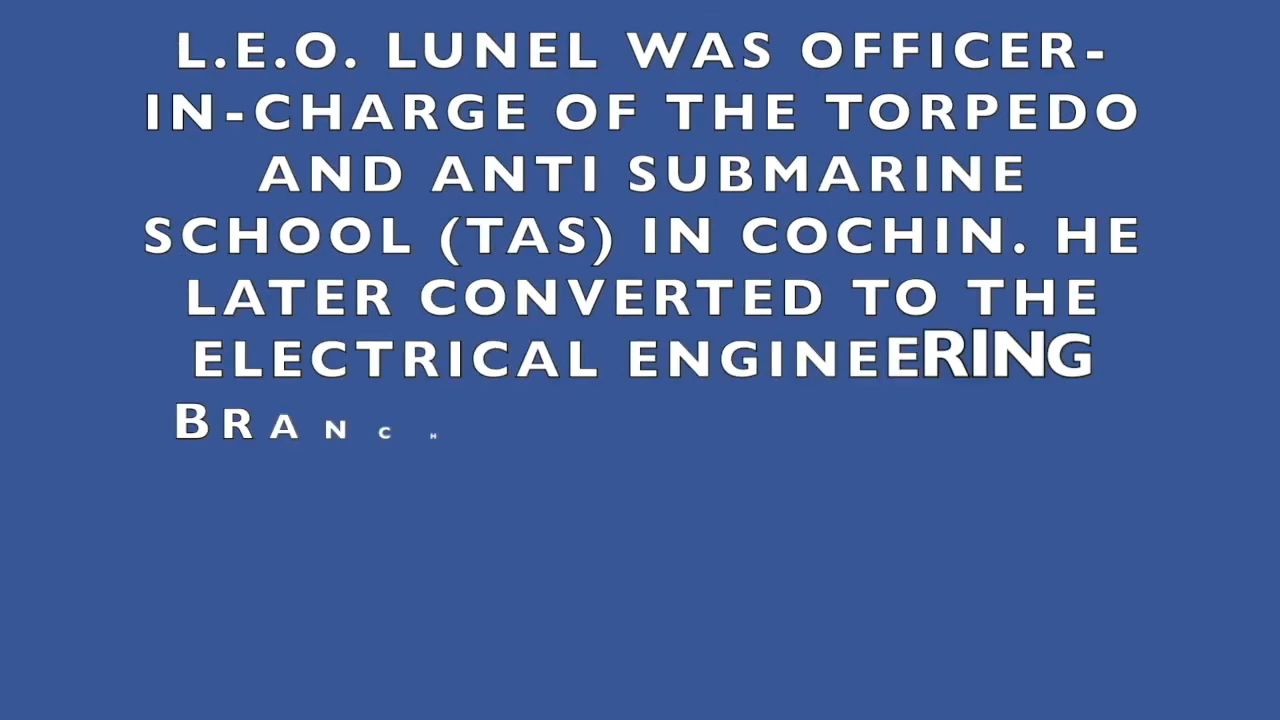 L.E.O. LUNEL WAS OFFICER-
IN-CHARGE OF THE TORPEDO
AND ANTI SUBMARINE
SCHOOL (TAS) IN COCHIN. HE
LATER CONVERTED TO THE
ELECTRICAL ENGINEERING
BRANCH